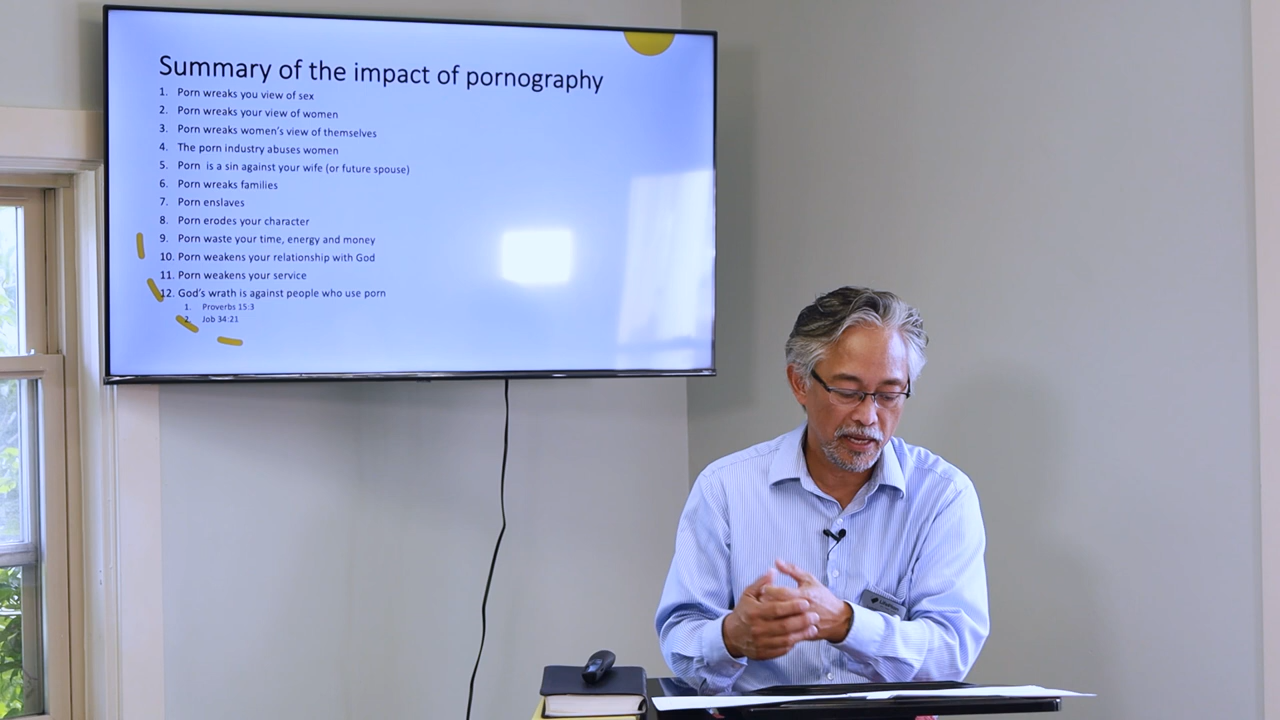 Summary of the impact of pornography
1. Porn wreaks you view of sex
2. Porn wreaks your view of women
3. Porn wreaks women's view of themselves
4. The porn industry abuses women
5. Porn is a sin against your wife (or future spouse)
6. Porn wreaks families
7. Porn enslaves
8. Porn erodes your character
9. Porn waste your time, energy and money
10. Porn weakens your relationship with God
11. Porn weakens your service
12. God's wrath is against people who use porn
1. Proverbs 15:3
2. Job 34:21